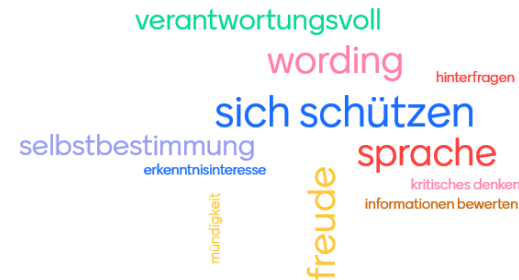 verantwortungsvoll
wording
hinterfragen
sich schützen
selbstbestimmung
sprache
erkenntnisinteresse
kritisches denken
mündigkeit
freude
informationen bewerten